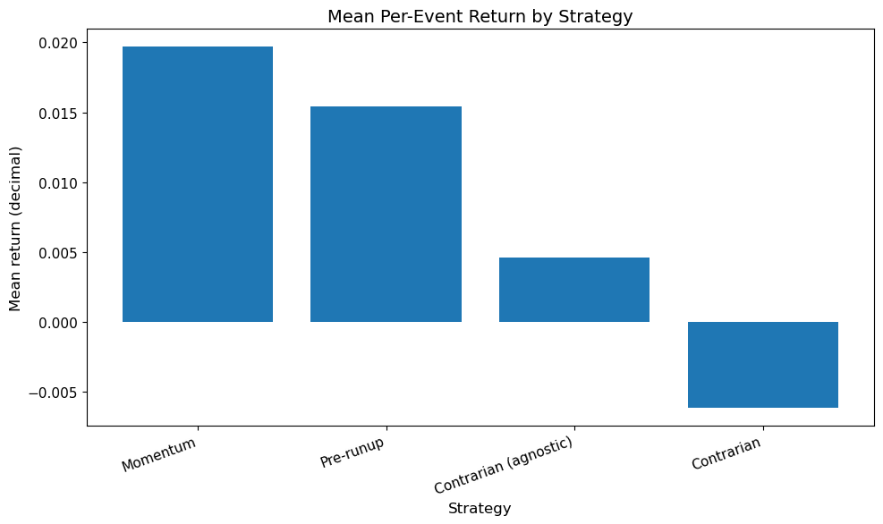 Mean Per-Event Return by Strategy
Mean return (decimal)
0.020
0.015
0.010
0.005
0.000
−0.005
Momentum
Pre-runup
Contrarian (agnostic)
Contrarian
Strategy